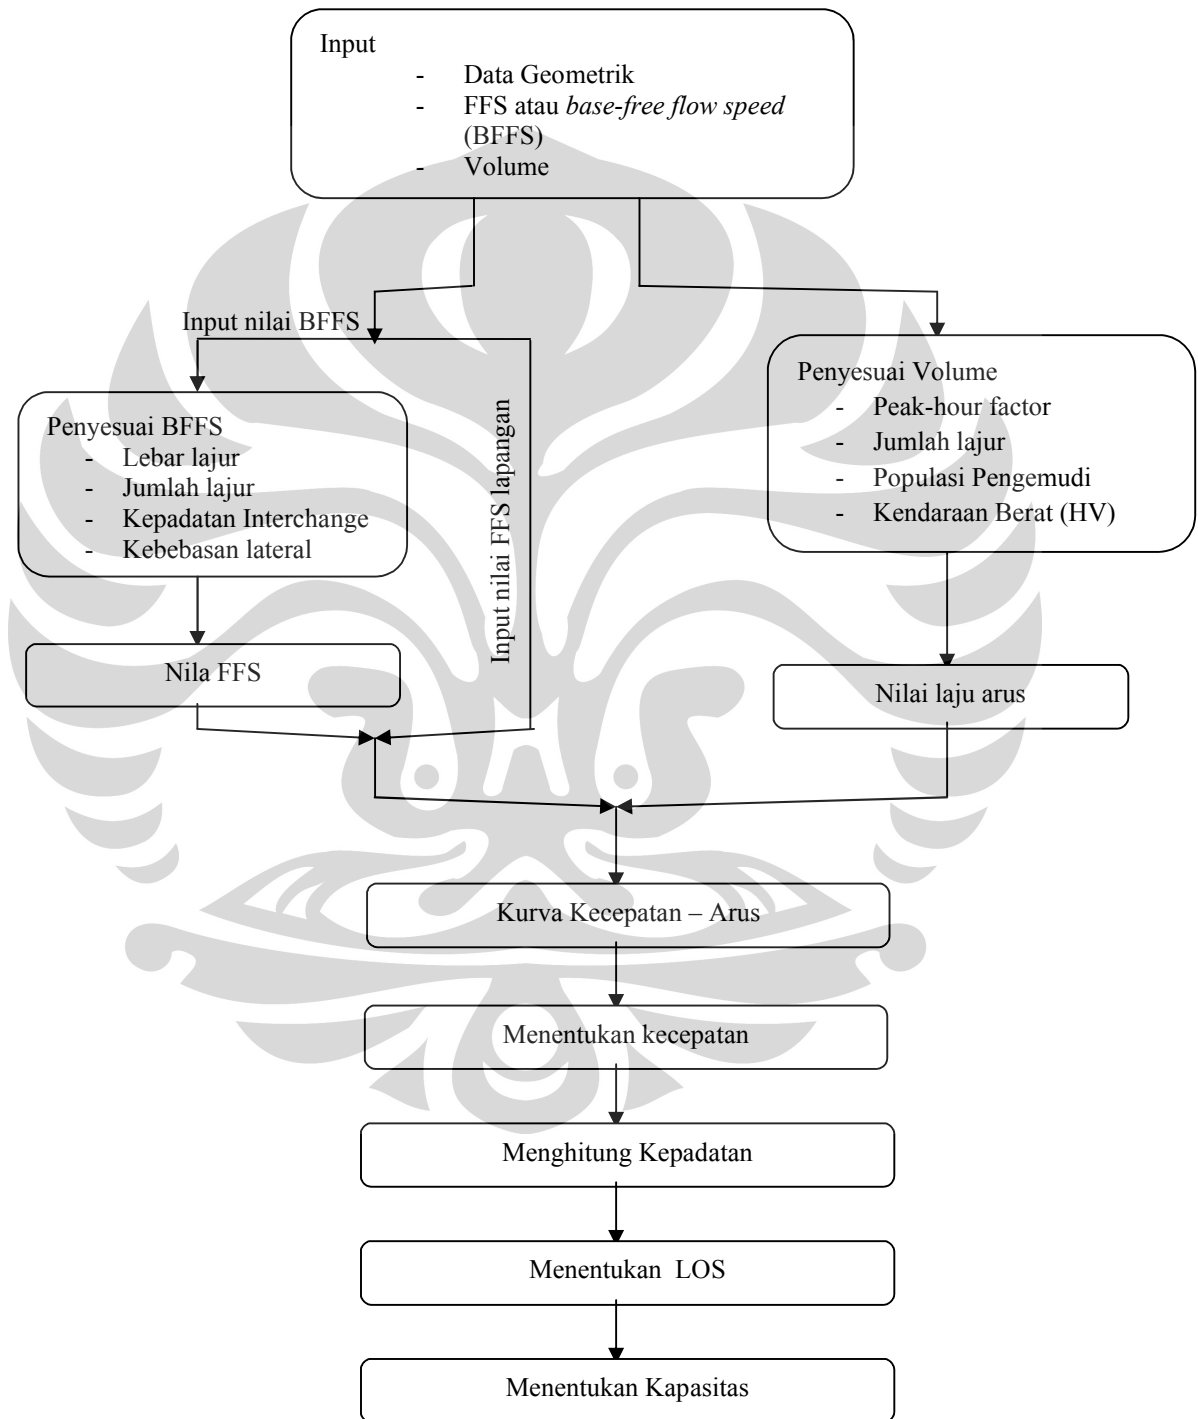 Input
- Data Geometrik
- FFS atau base-free flow speed
(BFFS)
- Volume
Input nilai BFFS
Penyesuai BFFS
- Lebar lajur
- Jumlah lajur
- Kepadatan Interchange
- Kebebasan lateral
Input nilai FFS lapangan
Penyesuai Volume
- Peak-hour factor
- Jumlah lajur
- Populasi Pengemudi
- Kendaraan Berat (HV)
Nila FFS
Nilai laju arus
Kurva Kecepatan – Arus
Menentukan kecepatan
Menghitung Kepadatan
Menentukan LOS
Menentukan Kapasitas